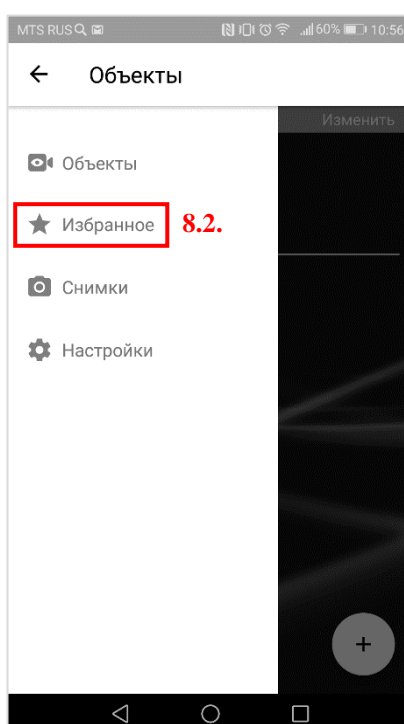 MTS RUS 60% 10:56
← Объекты
Изменить
Объекты
Избранное 8.2.
Снимки
Настройки
+